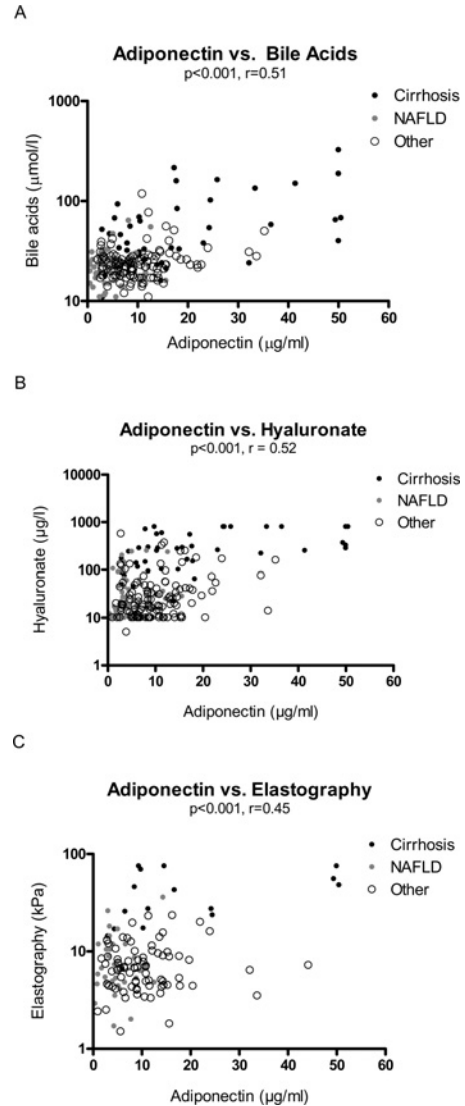 A
Adiponectin vs. Bile Acids
p<0.001, r=0.51
1000
100
10
Bile acids (μmol/l)
0 10 20 30 40 50 60
Adiponectin (μg/ml)
Cirrhosis
NAFLD
Other
B
Adiponectin vs. Hyaluronate
p<0.001, r = 0.52
10000
1000
100
10
1
Hyaluronate (μg/l)
0 10 20 30 40 50 60
Adiponectin (μg/ml)
Cirrhosis
NAFLD
Other
C
Adiponectin vs. Elastography
p<0.001, r=0.45
100
10
1
Elastography (kPa)
0 10 20 30 40 50 60
Adiponectin (μg/ml)
Cirrhosis
NAFLD
Other